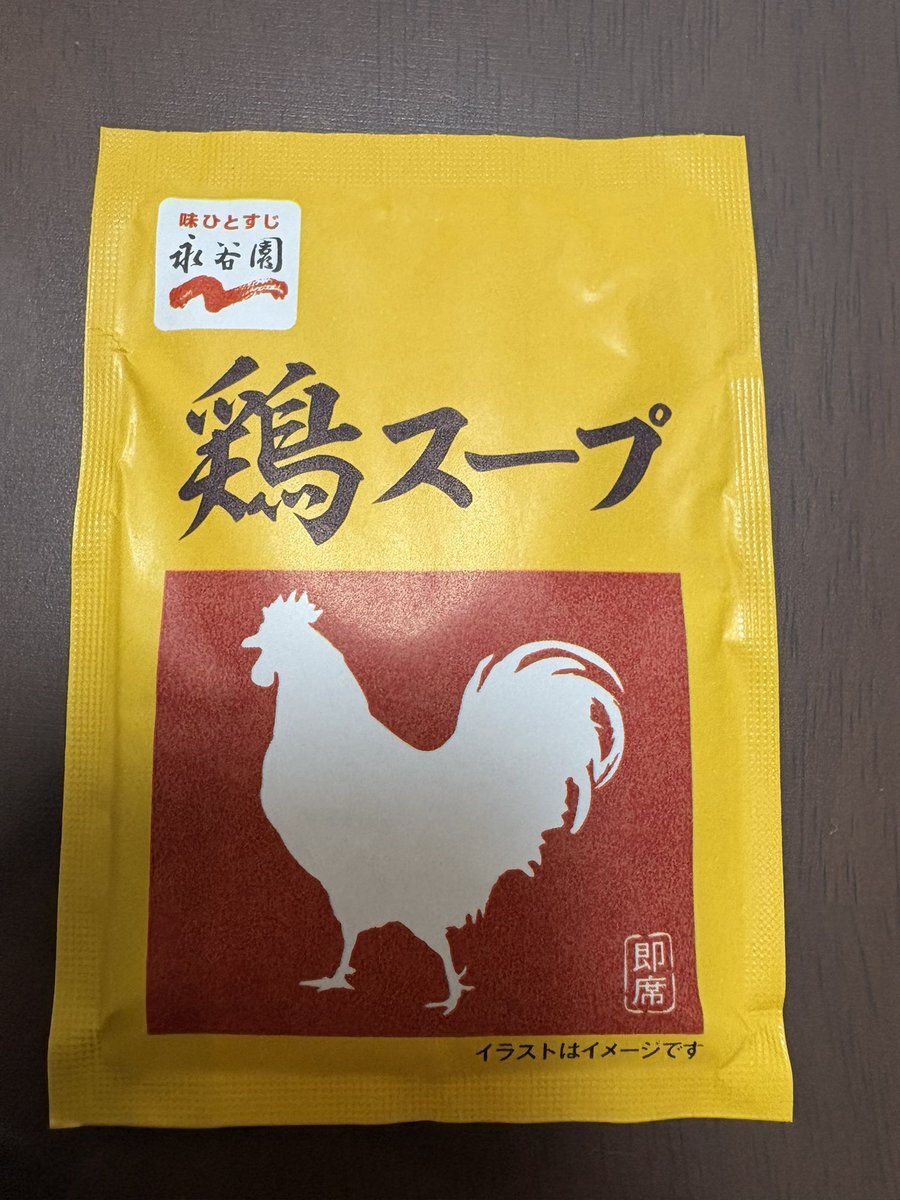 味ひとすじ
永谷園
鶏スープ
即席
イラストはイメージです